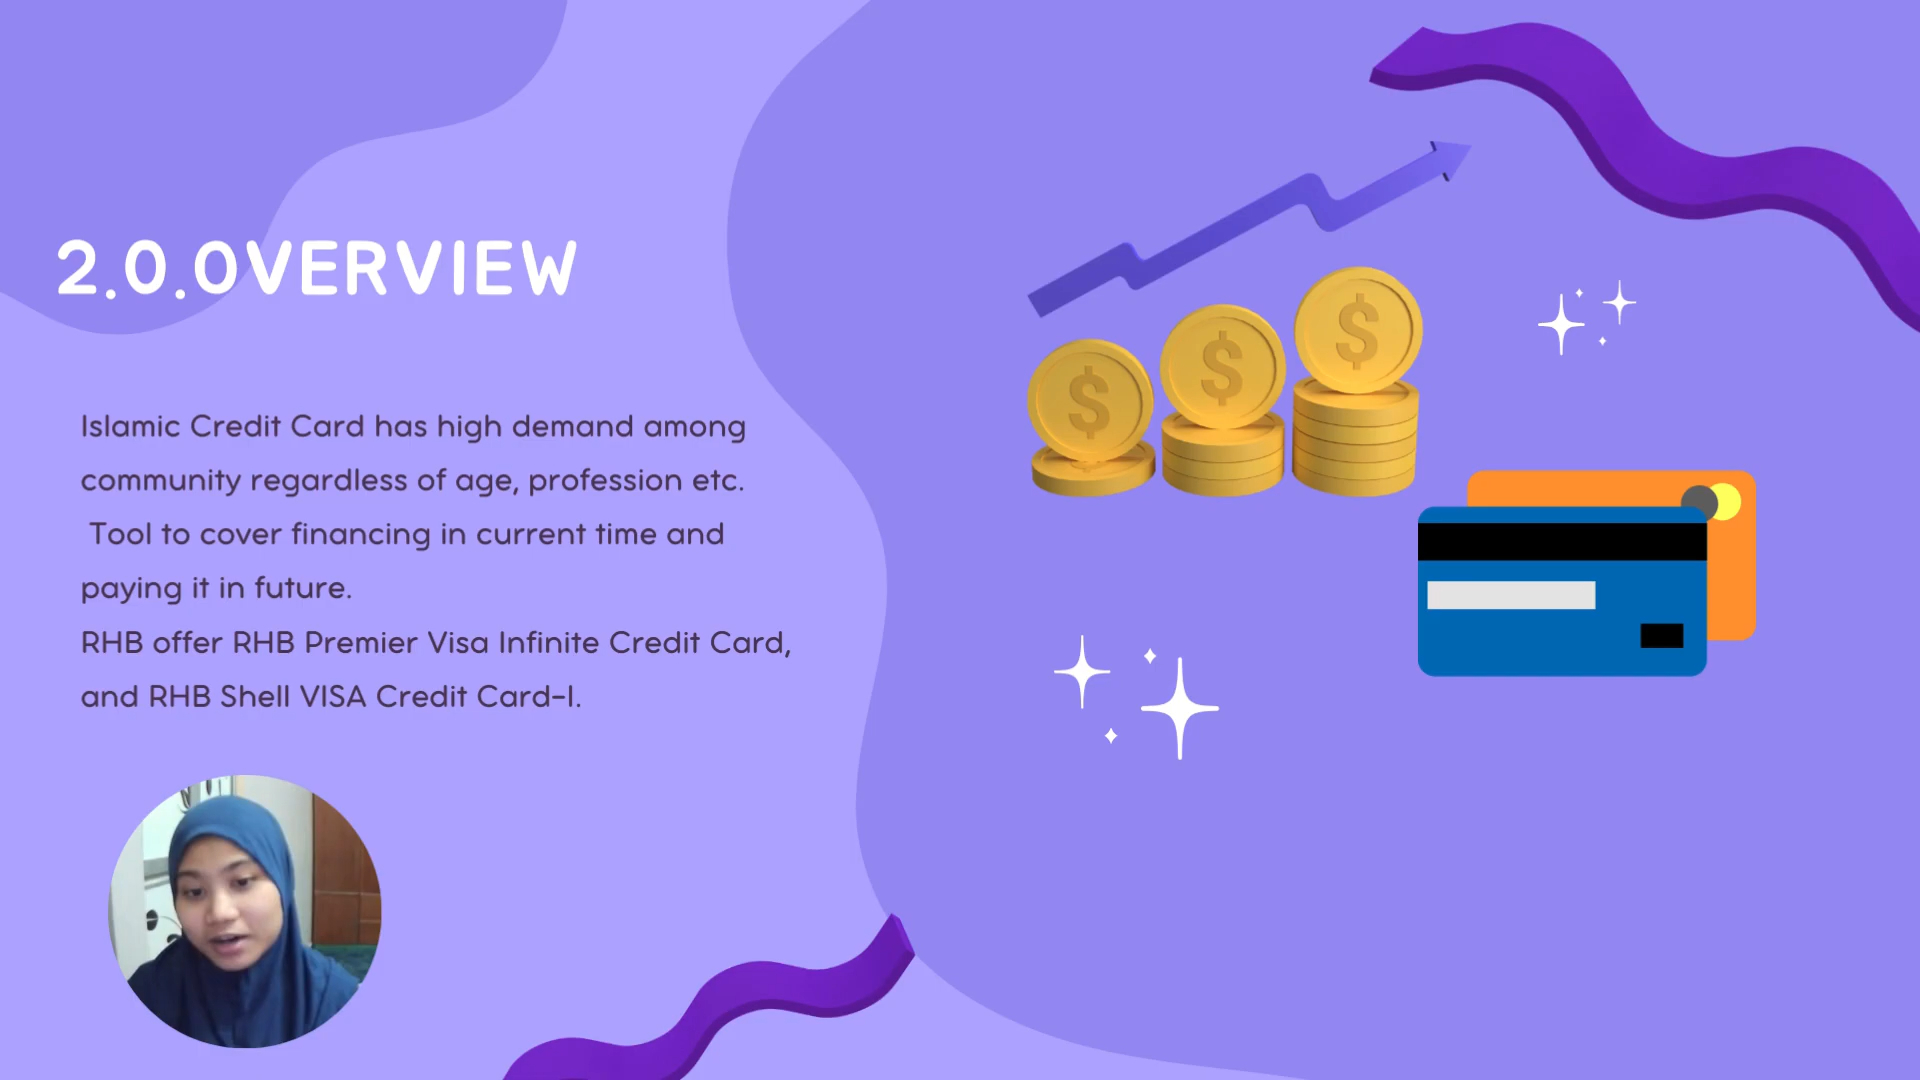 2.0.OVERVIEW
Islamic Credit Card has high demand among
community regardless of age, profession etc.
Tool to cover financing in current time and
paying it in future.
RHB offer RHB Premier Visa Infinite Credit Card,
and RHB Shell VISA Credit Card-I.
$ $ $